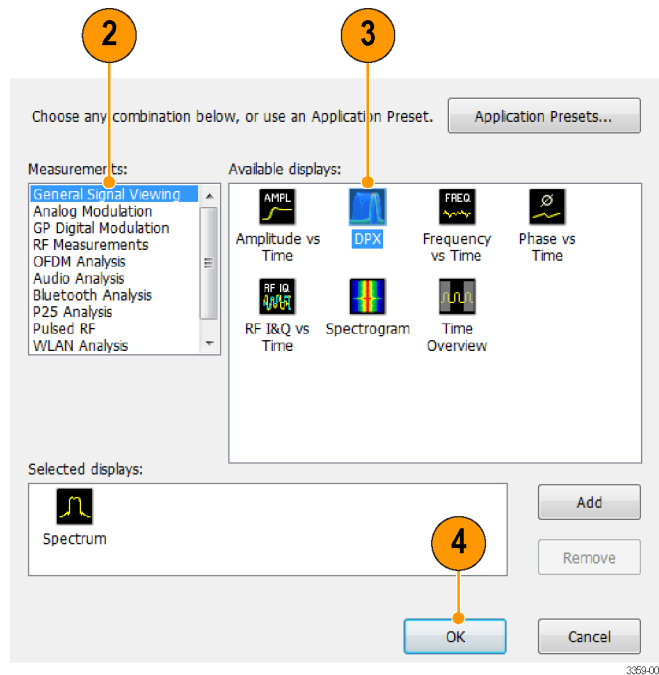 2
3
Choose any combination below, or use an Application Preset.
Application Presets...
Measurements:
General Signal Viewing
Analog Modulation
GP Digital Modulation
RF Measurements
OFDM Analysis
Audio Analysis
Bluetooth Analysis
P25 Analysis
Pulsed RF
WLAN Analysis
Available displays:
AMPL
Amplitude vs
Time
DPX
FREQ
Frequency
vs Time
Ø
Phase vs
Time
RF IQ
RF I&Q vs
Time
Spectrogram
Time
Overview
Selected displays:
Spectrum
Add
Remove
4
OK
Cancel
3359-00